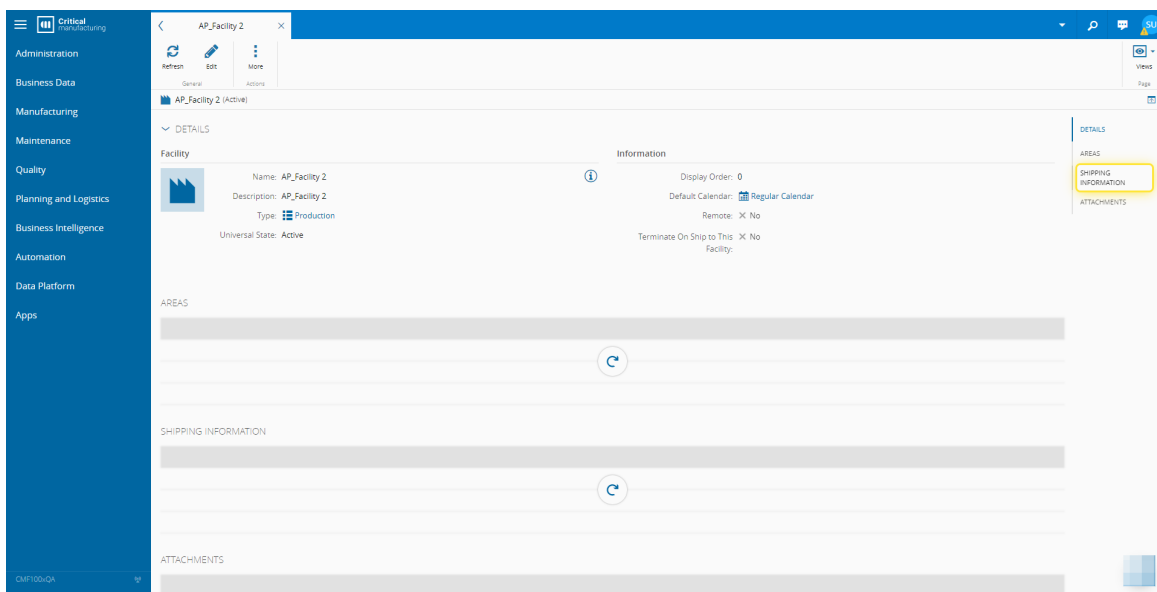 Critical
manufacturing
AP_Facility 2
SU
Administration
Business Data
Manufacturing
Maintenance
Quality
Planning and Logistics
Business Intelligence
Automation
Data Platform
Apps
CMF100xQA
Refresh
Edit
More
Views
General
Actions
Page
AP_Facility 2 (Active)
DETAILS
Facility
Name: AP_Facility 2
Description: AP_Facility 2
Type: Production
Universal State: Active
Information
Display Order: 0
Default Calendar: Regular Calendar
Remote: No
Terminate On Ship to This No
Facility:
AREAS
SHIPPING INFORMATION
ATTACHMENTS
DETAILS
AREAS
SHIPPING
INFORMATION
ATTACHMENTS